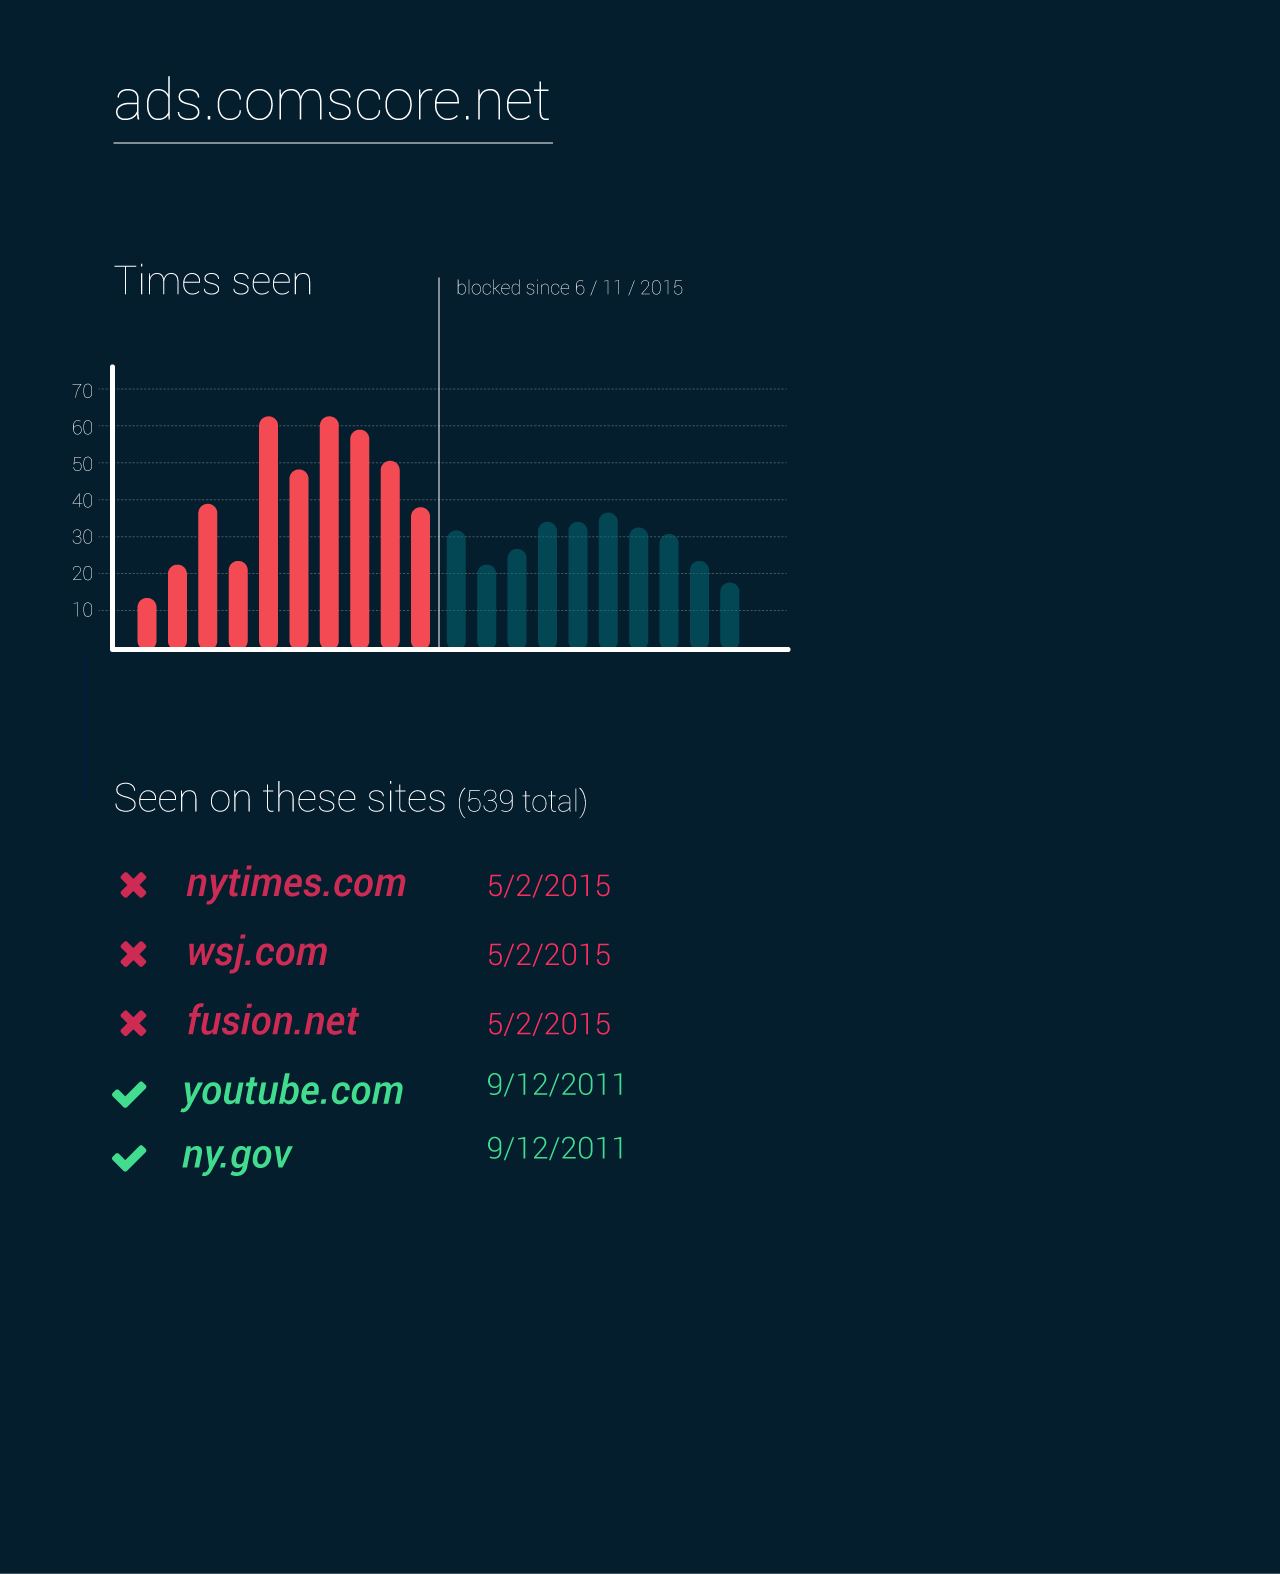 ads.comscore.net
Times seen
blocked since 6 / 11 / 2015
70
60
50
40
30
20
10
Seen on these sites (539 total)
nytimes.com 5/2/2015
wsj.com 5/2/2015
fusion.net 5/2/2015
youtube.com 9/12/2011
ny.gov 9/12/2011